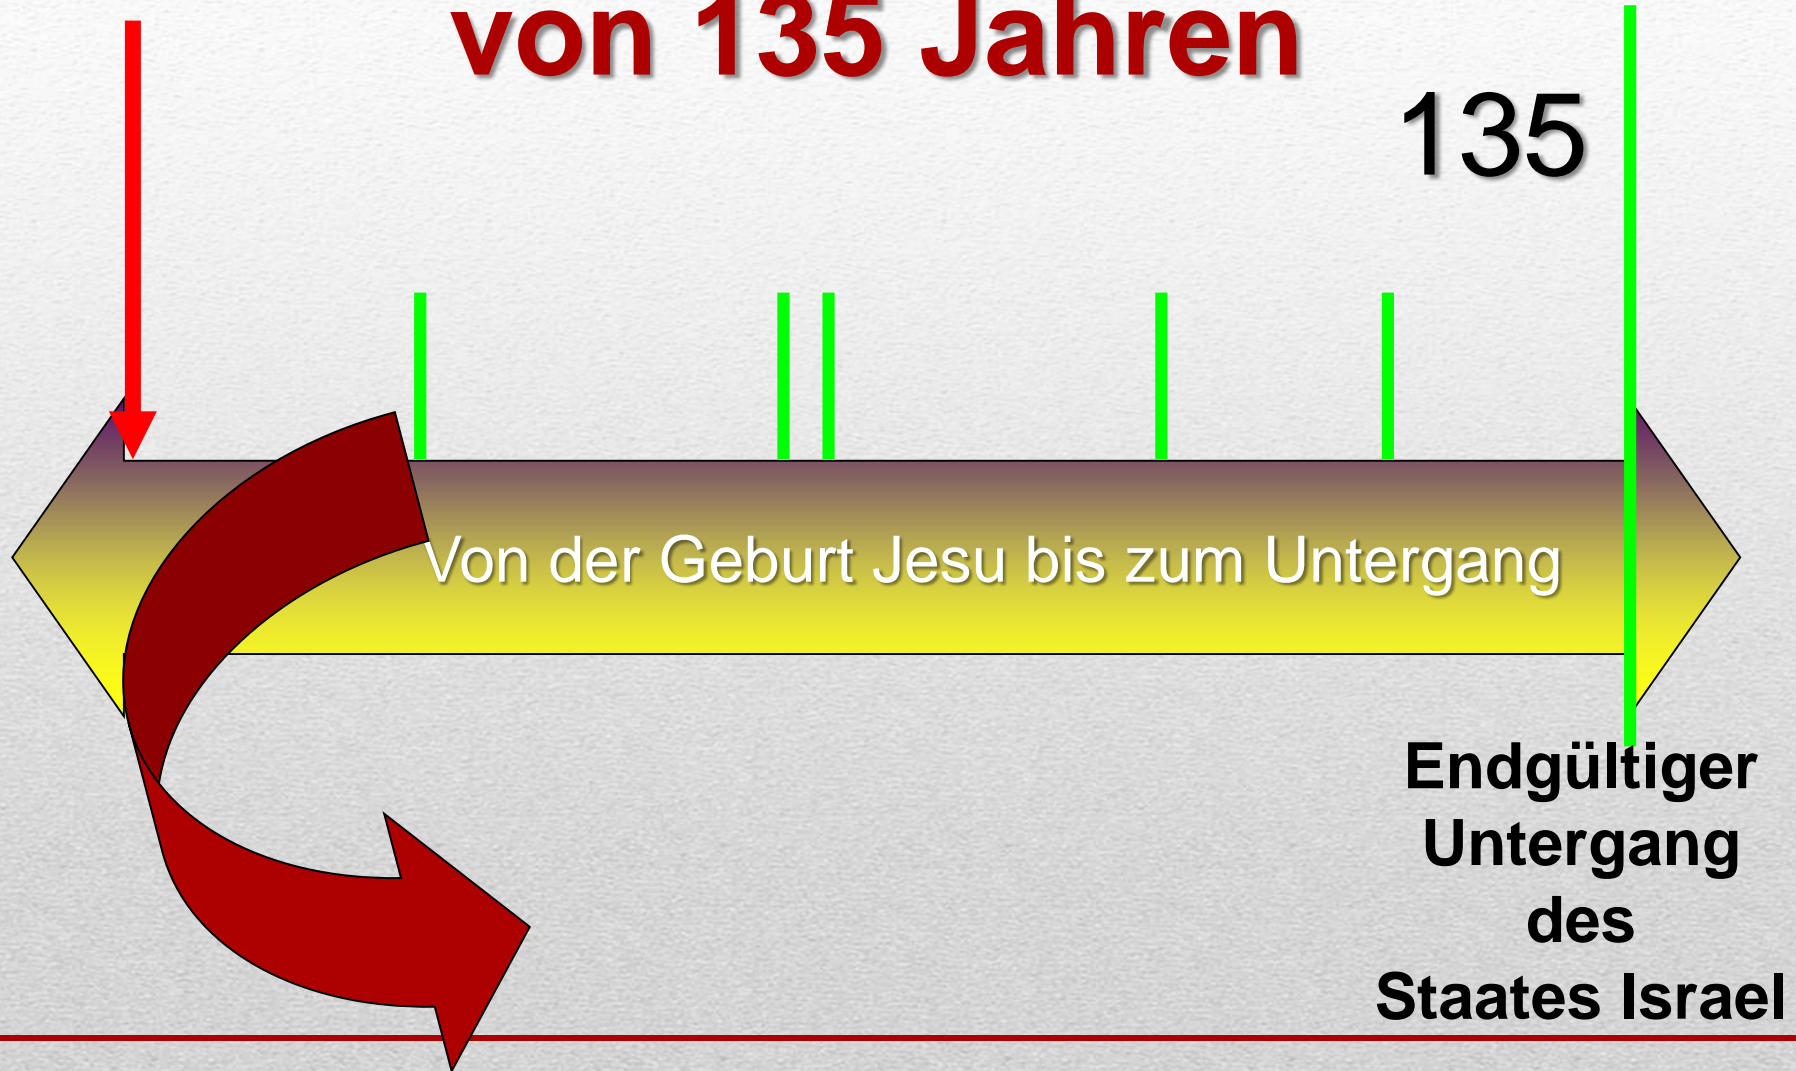 von 135 Jahren
135
Von der Geburt Jesu bis zum Untergang
Endgültiger
Untergang
des
Staates Israel